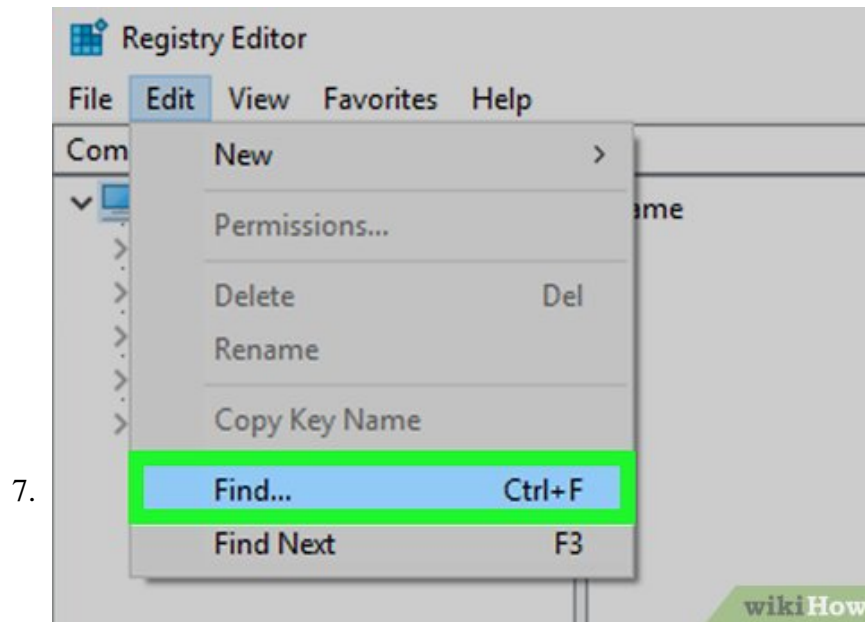 Registry Editor
File Edit View Favorites Help
Com
New
ame
Permissions...
Delete Del
Rename
Copy Key Name
7.
Find... Ctrl+F
Find Next F3
wikiHow